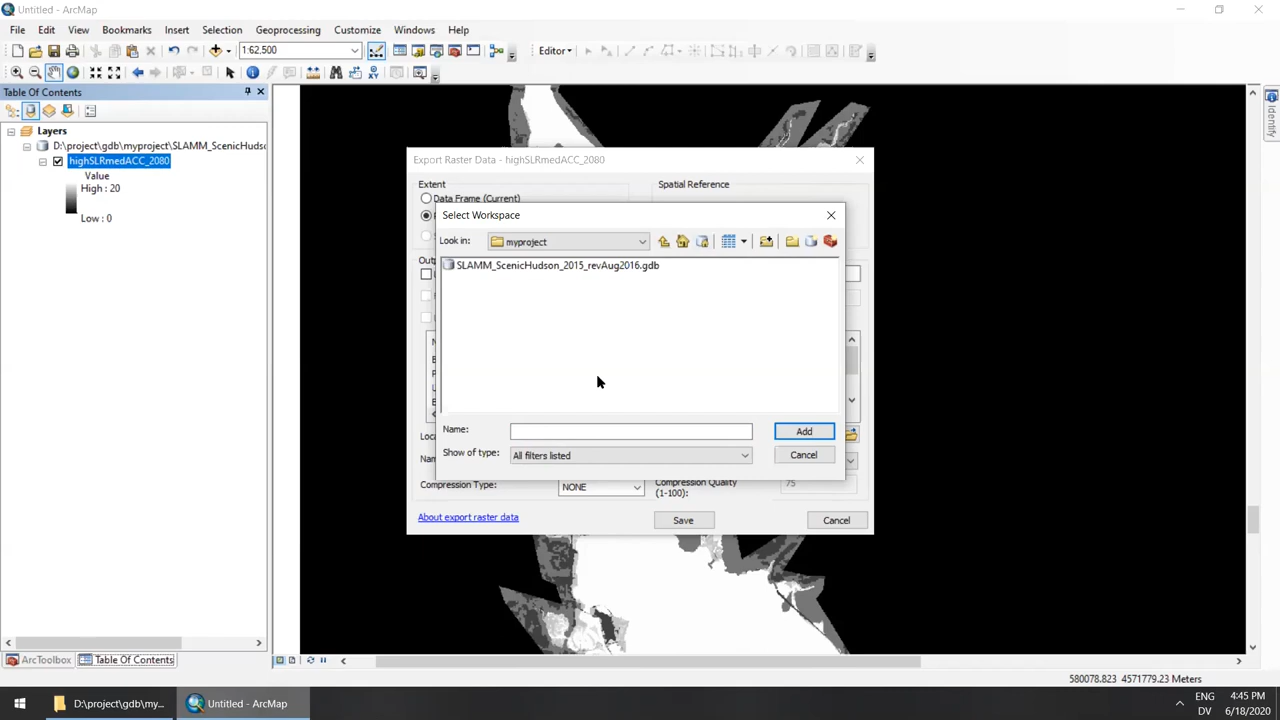 Untitled - ArcMap
File Edit View Bookmarks Insert Selection Geoprocessing Customize Windows Help
1:62,500
Editor
Table Of Contents
Layers
D:\project\gdb\myproject\SLAMM_ScenicHuds
highSLRmedACC_2080
Value
High : 20
Low : 0
Export Raster Data - highSLRmedACC_2080
Extent
Spatial Reference
Data Frame (Current)
Select Workspace
Look in:
myproject
SLAMM_ScenicHudson_2015_revAug2016.gdb
Name:
Add
Show of type:
All filters listed
Cancel
Compression Type:
NONE
Compression Quality
(1-100):
75
About export raster data
Save
Cancel
Identify
ArcToolbox
Table Of Contents
580078.823 4571779.23 Meters
D:\project\gdb\my...
Untitled - ArcMap
ENG
DV
4:45 PM
6/18/2020